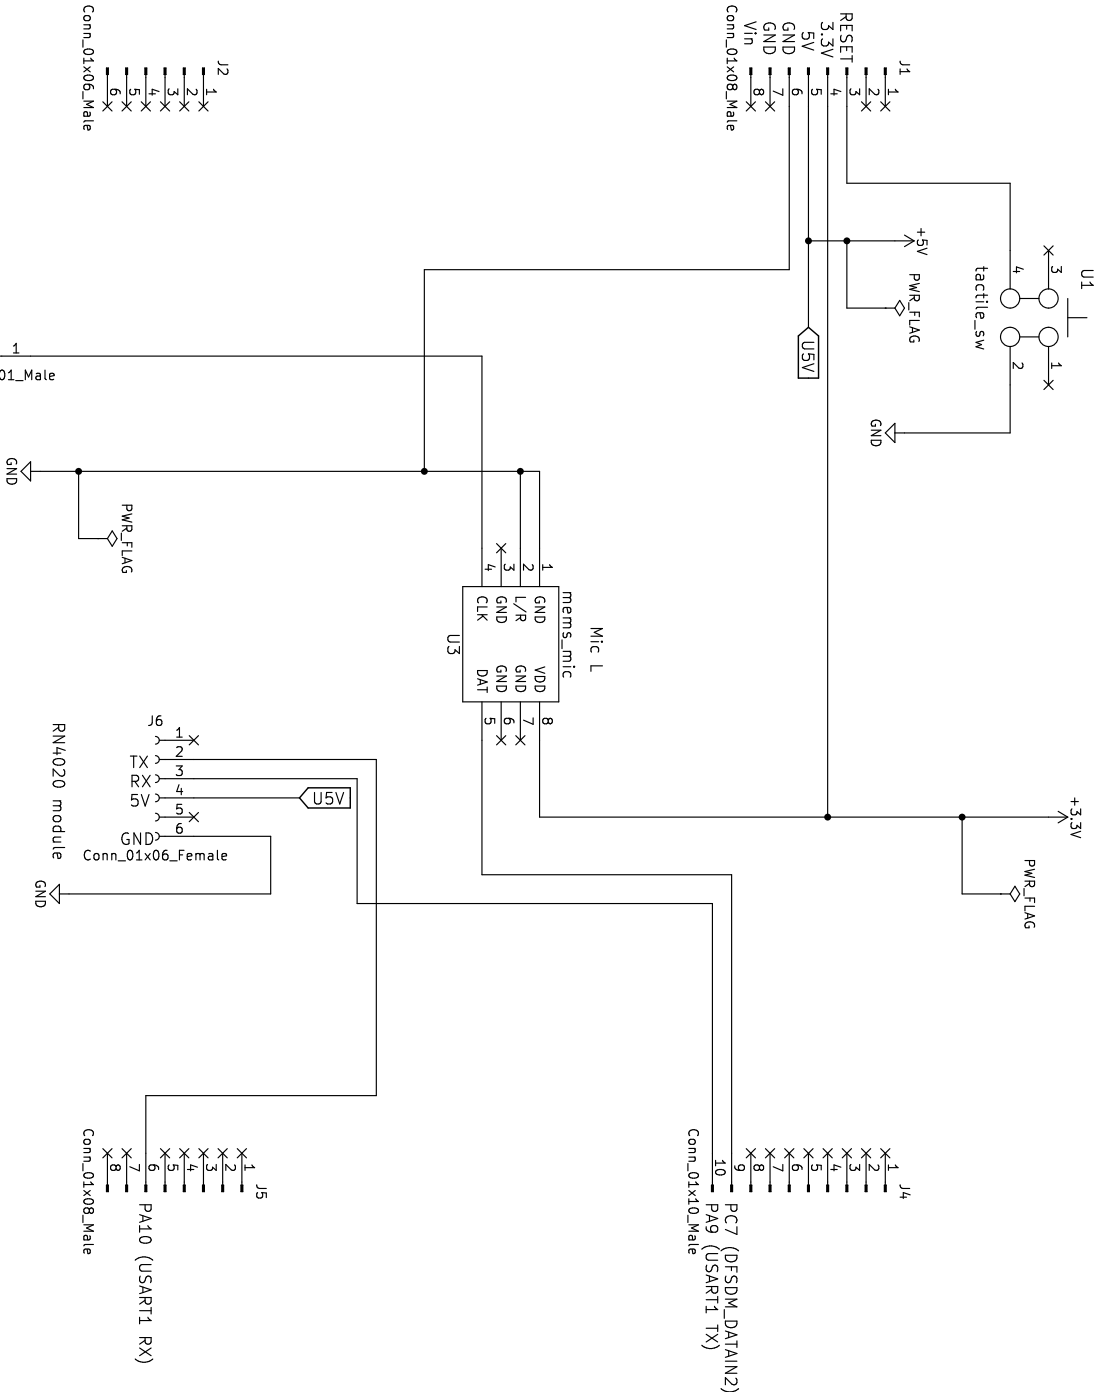 J2
1
2
3
4
5
6
Conn_01x06_Male
J1
1
2
3
4
5
6
7
8
RESET
3.3V
5V
GND
GND
Vin
Conn_01x08_Male
U1
3
4
1
2
tactile_sw
GND
+5V
PWR_FLAG
U5V
1
01_Male
GND
PWR_FLAG
Mic L
mems_mic
1
2
3
4
GND
L/R
GND
CLK
VDD
GND
GND
DAT
8
7
6
5
U3
+3.3V
PWR_FLAG
RN4020 module
J6
1
2
3
4
5
6
TX
RX
5V
GND
U5V
Conn_01x06_Female
GND
J5
1
2
3
4
5
6
7
8
PA10 (USART1 RX)
Conn_01x08_Male
J4
1
2
3
4
5
6
7
8
9
10
PC7 (DFSDM_DATAIN2)
PA9 (USART1 TX)
Conn_01x10_Male